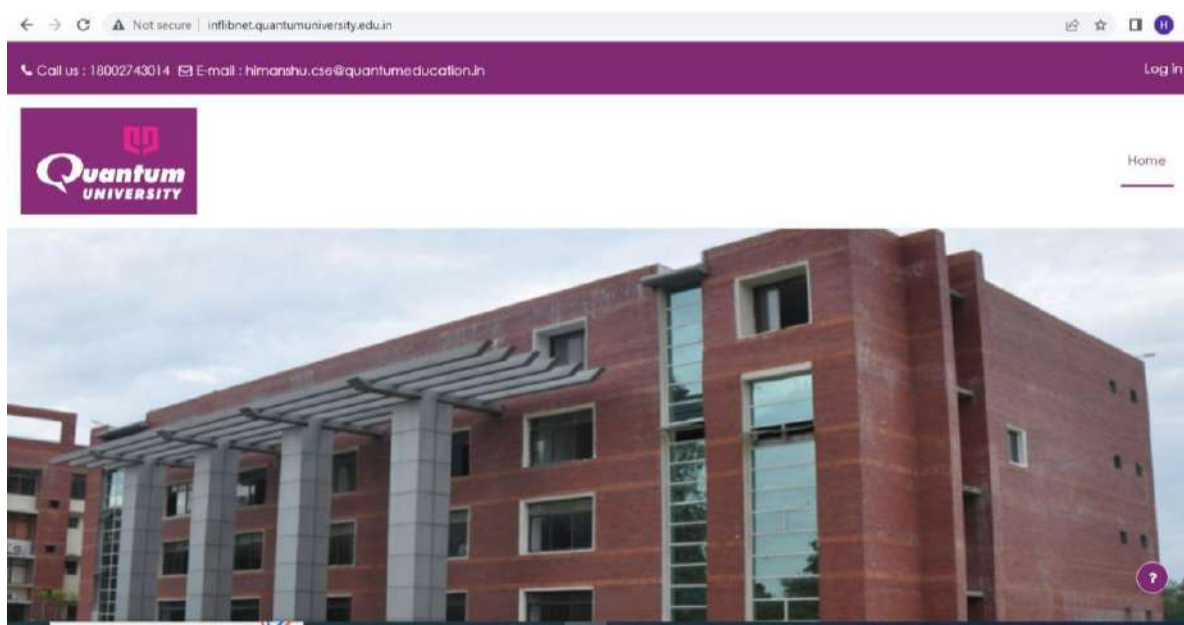 Not secure inflibnet.quantumuniversity.edu.in
H
Call us : 18002743014 E-mail : himanshu.cse@quantumeducation.in
Log in
Quantum
UNIVERSITY
Home
?